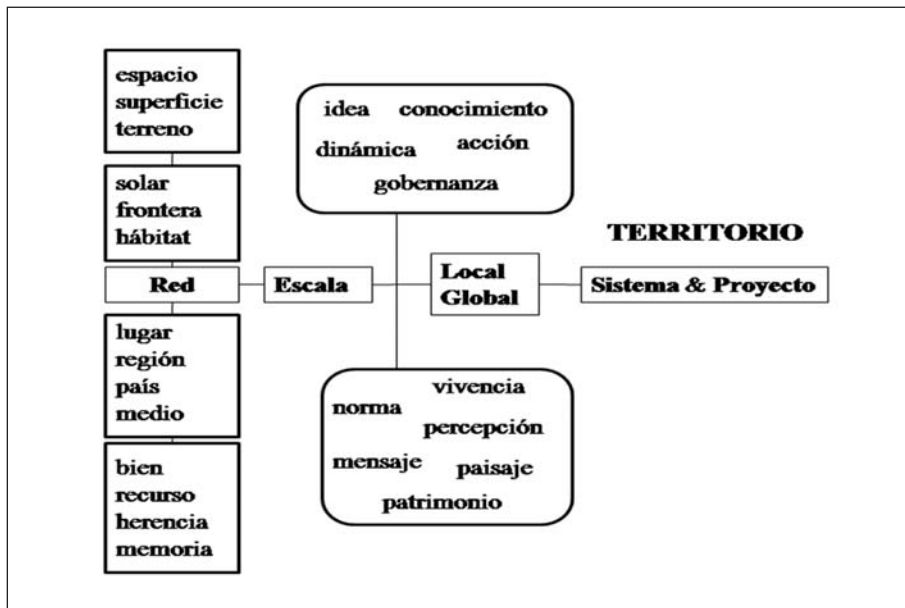 espacio
superficie
terreno
solar
frontera
hábitat
Red
lugar
región
país
medio
bien
recurso
herencia
memoria
Escala
idea conocimiento
dinámica acción
gobernanza
vivencia
norma
percepción
mensaje paisaje
patrimonio
Local
Global
TERRITORIO
Sistema & Proyecto